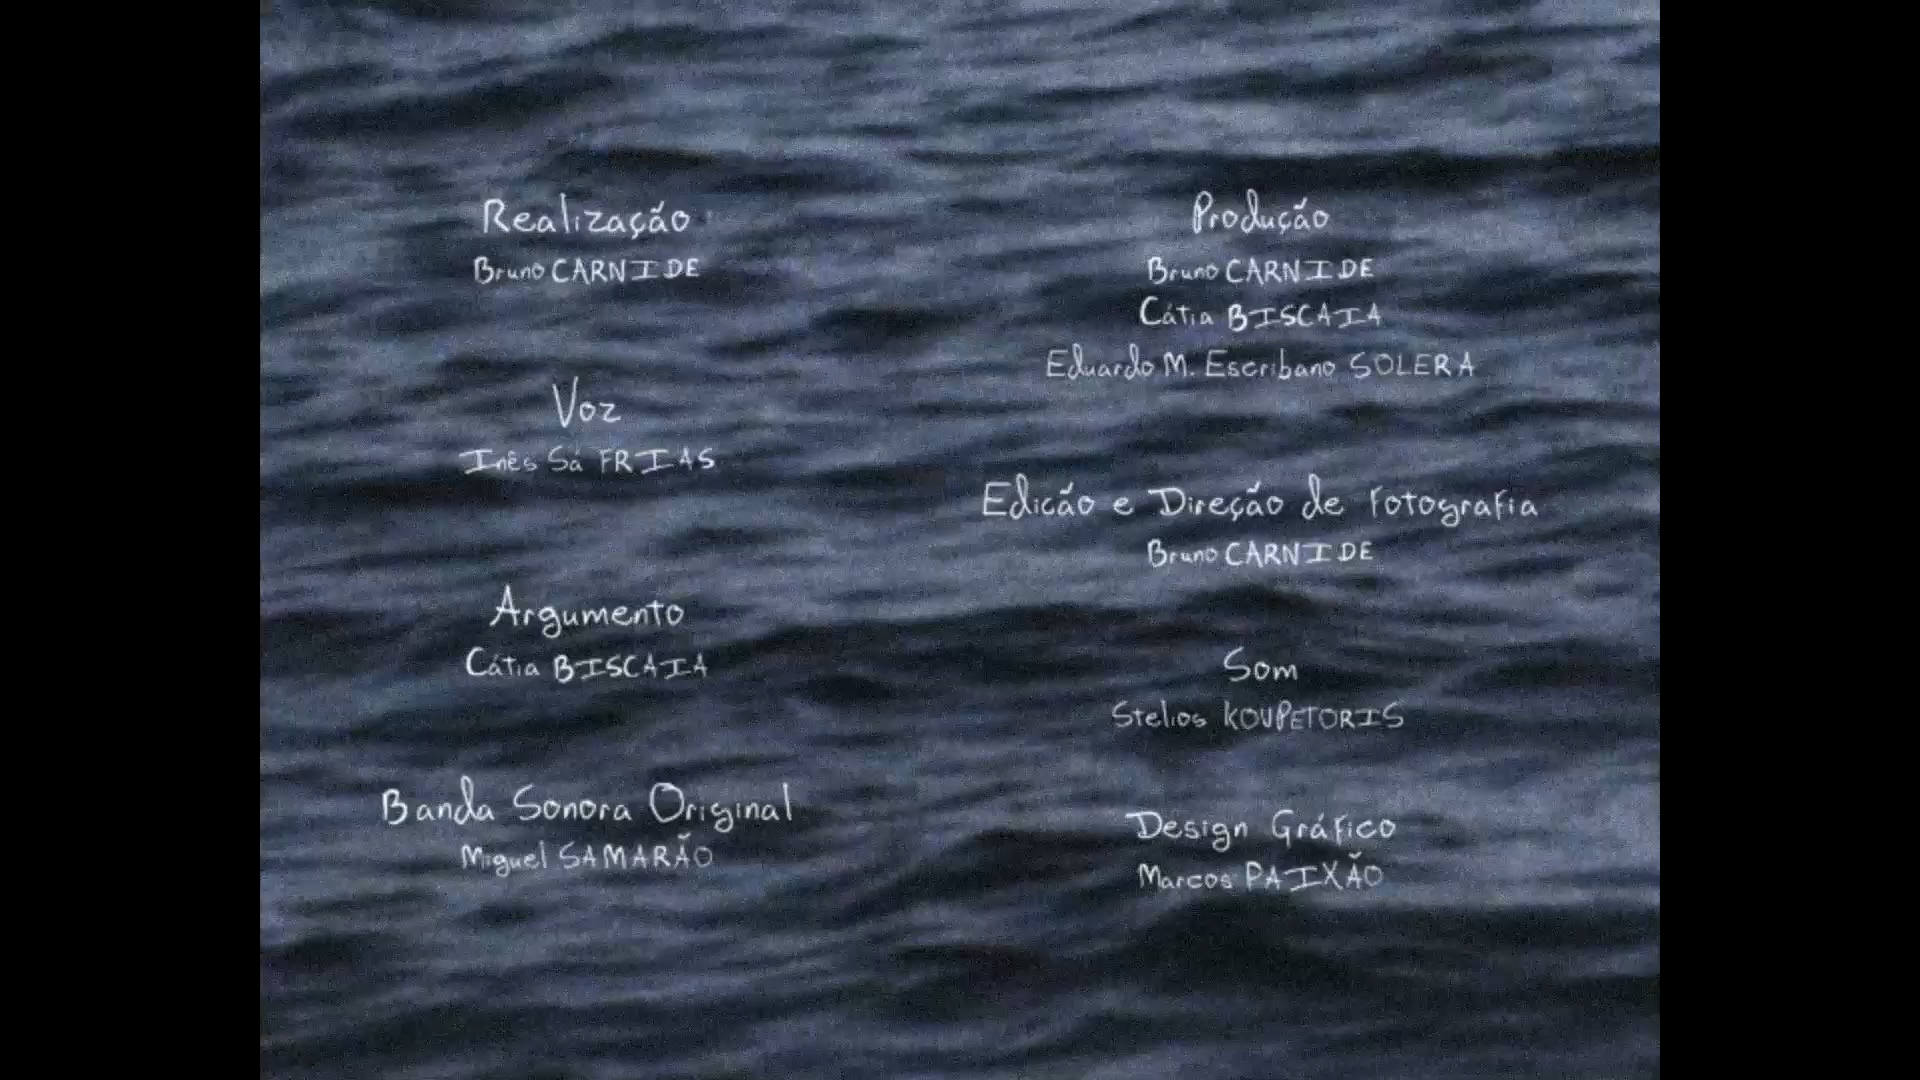 Realização
Bruno CARNIDE
Voz
Inês Sá FRIAS
Argumento
Cátia BISCAIA
Banda Sonora Original
Miguel SAMARÃO
Produção
Bruno CARNIDE
Cátia BISCAIA
Eduardo M. Escribano SOLERA
Edicão e Direção de Fotografia
Bruno CARNIDE
Som
Stelios KOUPETORIS
Design Gráfico
Marcos PAIXÃO